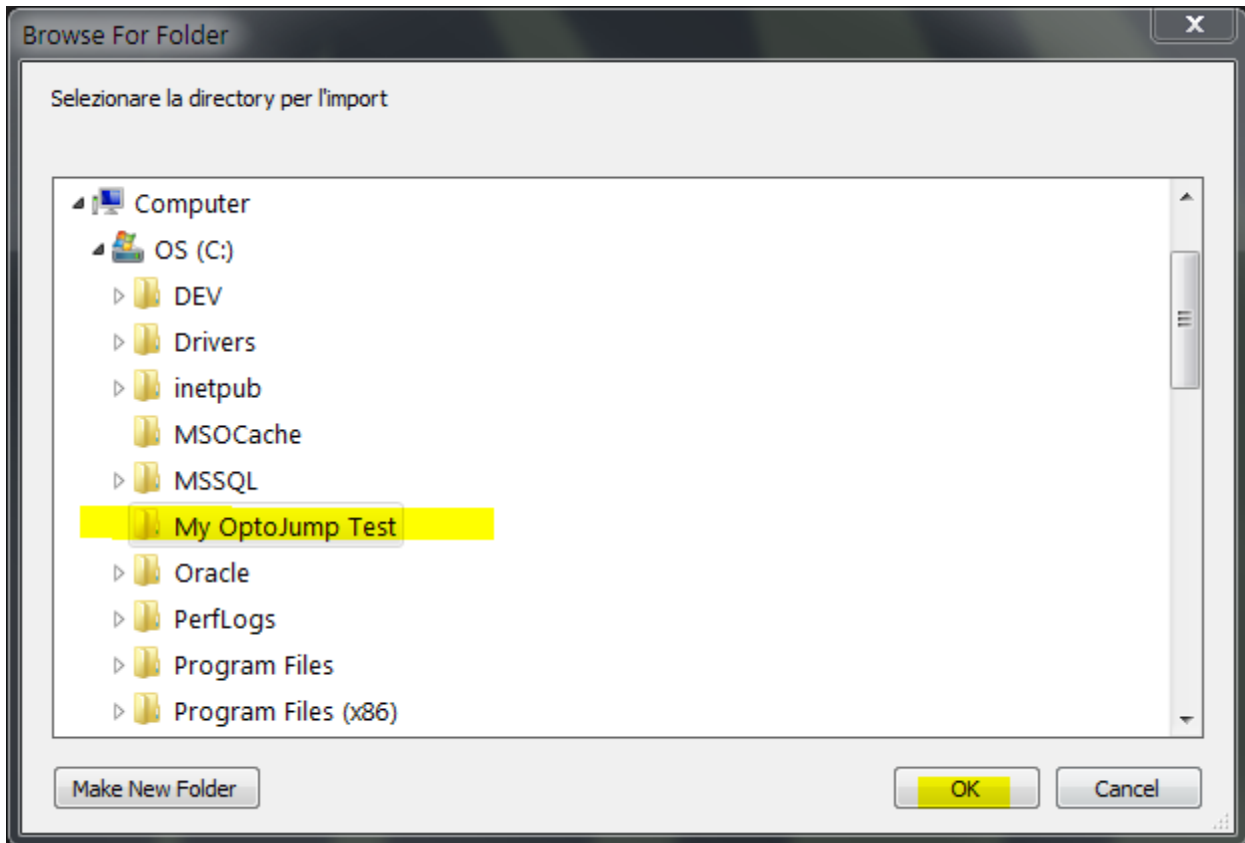 Browse For Folder
X
Selezionare la directory per l'import
Computer
OS (C:)
DEV
Drivers
inetpub
MSOCache
MSSQL
My OptoJump Test
Oracle
PerfLogs
Program Files
Program Files (x86)
Make New Folder
OK
Cancel